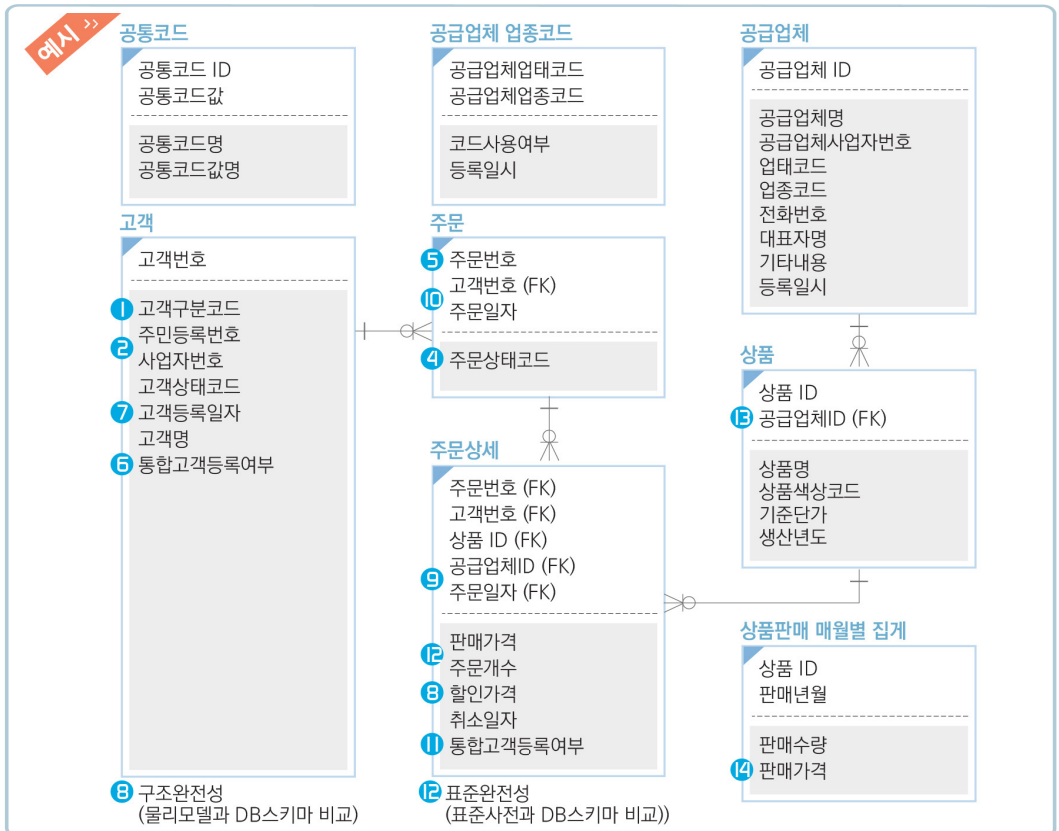 예시 >>
공통코드
공통코드 ID
공통코드값
공통코드명
공통코드값명
공급업체 업종코드
공급업체업태코드
공급업체업종코드
코드사용여부
등록일시
공급업체
공급업체 ID
공급업체명
공급업체사업자번호
업태코드
업종코드
전화번호
대표자명
기타내용
등록일시
고객
고객번호
1 고객구분코드
주민등록번호
2
사업자번호
고객상태코드
7 고객등록일자
고객명
6 통합고객등록여부
주문
5 주문번호
고객번호 (FK)
10
주문일자
4 주문상태코드
상품
상품 ID
13 공급업체ID (FK)
상품명
상품색상코드
기준단가
생산년도
주문상세
주문번호 (FK)
고객번호 (FK)
상품 ID (FK)
공급업체ID (FK)
9
주문일자 (FK)
판매가격
12
주문개수
8 할인가격
취소일자
11 통합고객등록여부
상품판매 매월별 집게
상품 ID
판매년월
판매수량
14 판매가격
8 구조완전성
(물리모델과 DB스키마 비교)
12 표준완전성
(표준사전과 DB스키마 비교))